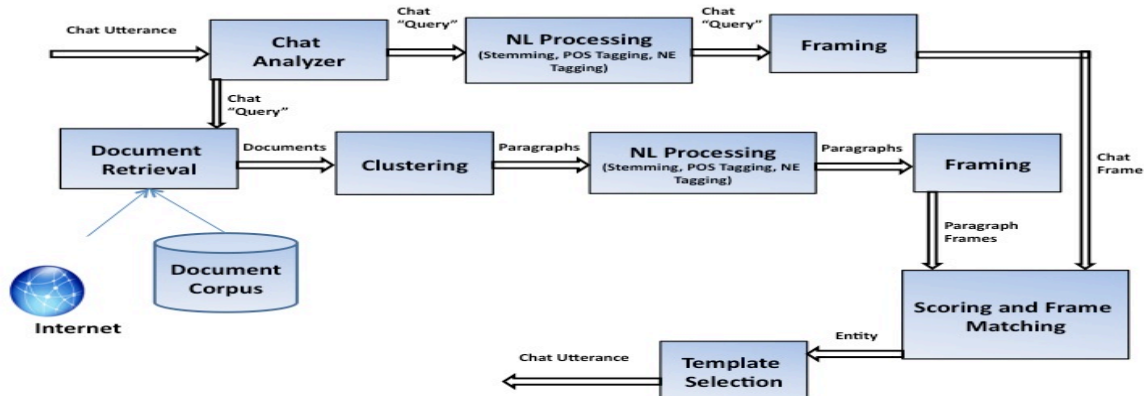 Chat Utterance
Chat
Analyzer
Chat
“Query”
NL Processing
(Stemming, POS Tagging, NE
Tagging)
Chat
“Query”
Framing
Chat
“Query”
Document
Retrieval
Documents
Clustering
Paragraphs
NL Processing
(Stemming, POS Tagging, NE
Tagging)
Paragraphs
Framing
Chat
Frame
Paragraph
Frames
Document
Corpus
Internet
Scoring and Frame
Matching
Entity
Template
Selection
Chat Utterance